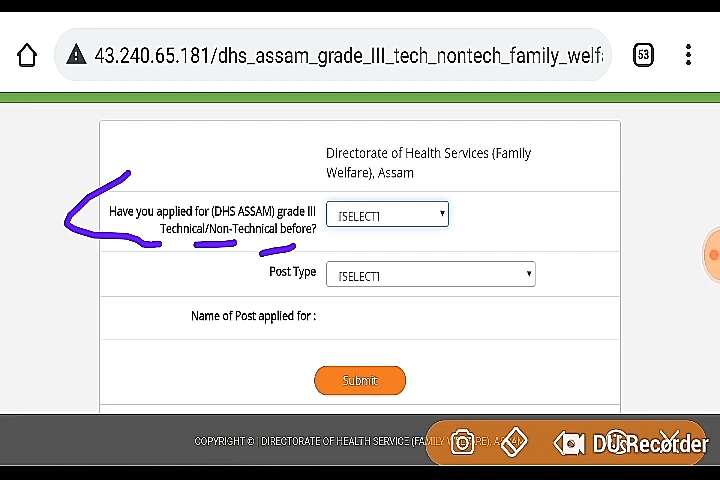 43.240.65.181/dhs_assam_grade_III_tech_nontech_family_welf
53
Directorate of Health Services (Family
Welfare), Assam
Have you applied for (DHS ASSAM) grade III
Technical/Non-Technical before?
[SELECT]
Post Type
[SELECT]
Name of Post applied for :
Submit
COPYRIGHT © | DIRECTORATE OF HEALTH SERVICE (FAMILY WELFARE), ASSAM
DU Recorder